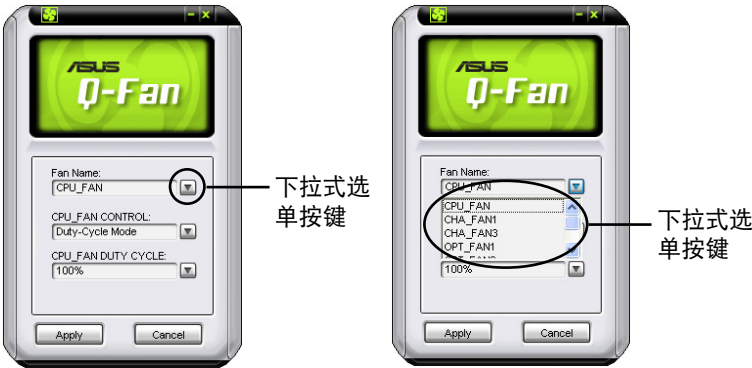 ASUS
Q-Fan
Fan Name:
CPU_FAN
CPU_FAN CONTROL:
Duty-Cycle Mode
CPU_FAN DUTY CYCLE:
100%
Apply Cancel
下拉式选
单按键
ASUS
Q-Fan
Fan Name:
CPU_FAN
CPU_FAN
CHA_FAN1
CHA_FAN3
OPT_FAN1
100%
Apply Cancel
下拉式选
单按键